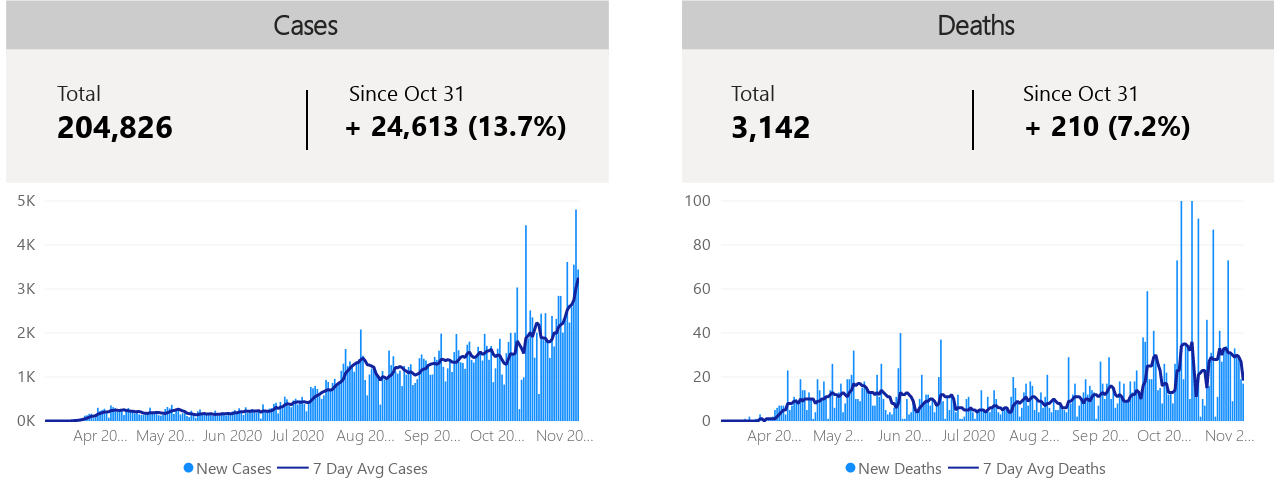 Cases
Total
Since Oct 31
204,826
+ 24,613 (13.7%)
5K
4K
3K
2K
1K
0K
Apr 20... May 20... Jun 2020 Jul 2020 Aug 20... Sep 20... Oct 20... Nov 20...
New Cases 7 Day Avg Cases
Deaths
Total
Since Oct 31
3,142
+ 210 (7.2%)
100
80
60
40
20
0
Apr 20... May 2... Jun 20... Jul 2020 Aug 2... Sep 20... Oct 20... Nov 2...
New Deaths 7 Day Avg Deaths